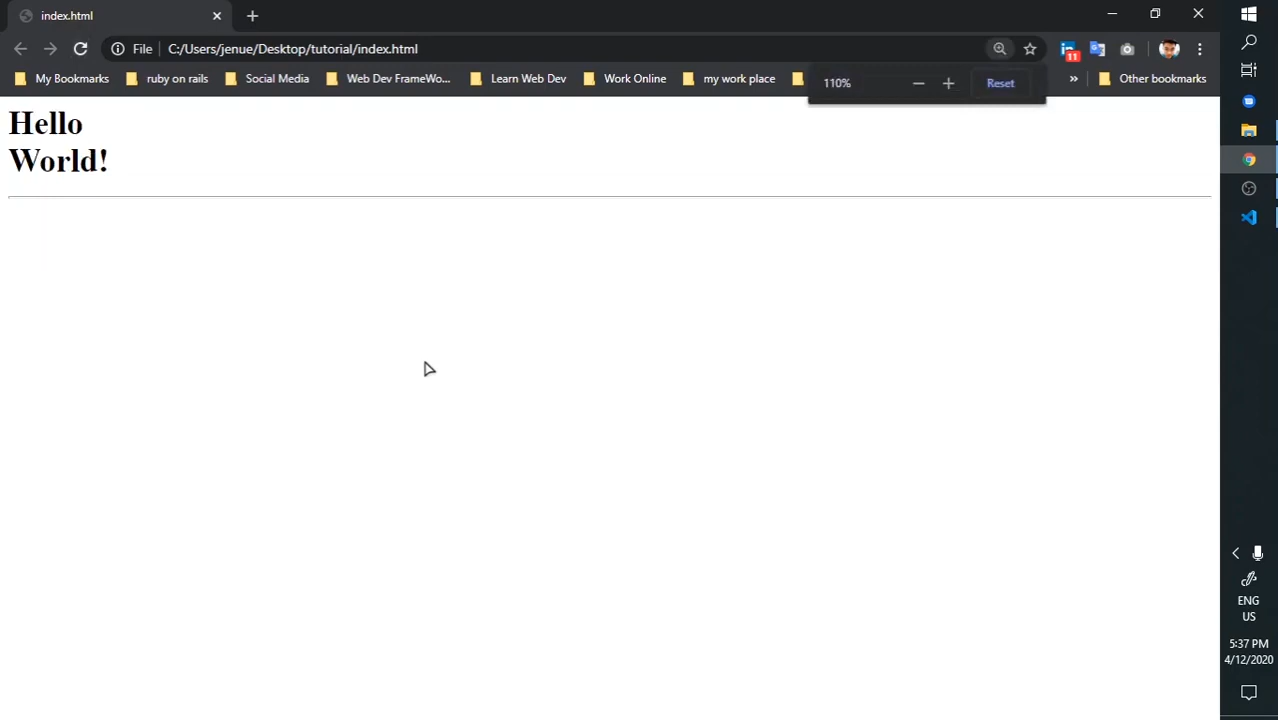 index.html
File C:/Users/jenue/Desktop/tutorial/index.html
11
My Bookmarks ruby on rails Social Media Web Dev FrameWo... Learn Web Dev Work Online my work place » Other bookmarks
110% − + Reset
Hello
World!
ENG
US
5:37 PM
4/12/2020